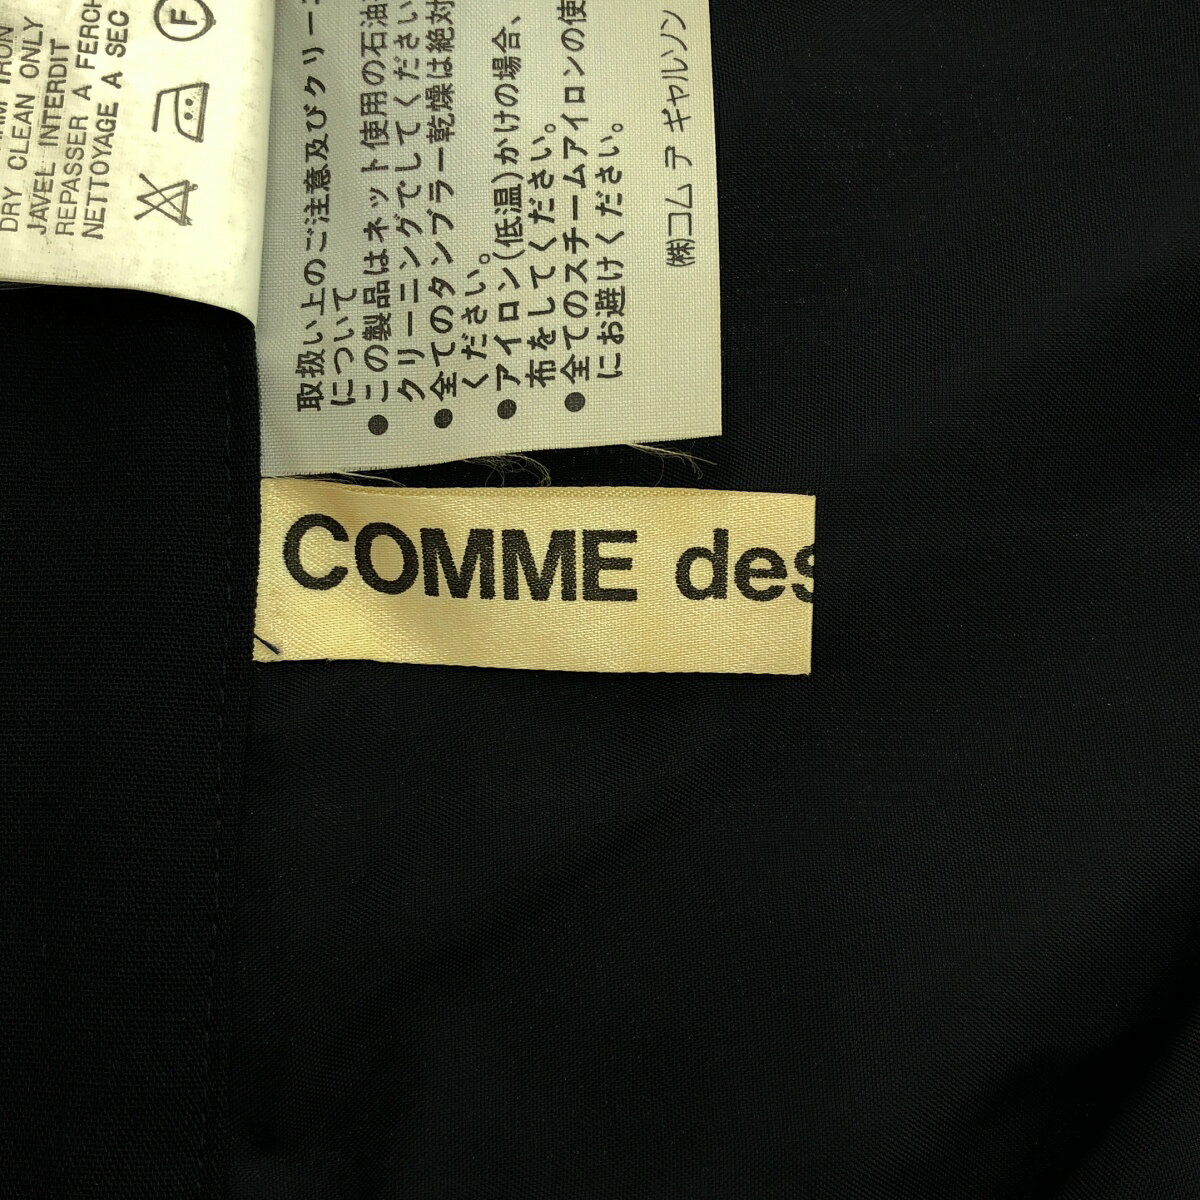 IRON
DRY CLEAN ONLY
JAVEL INTERDIT
REPASSER A FERCH
NETTOYAGE A SEC
F
取扱い上のご注意及びクリーニ
について
●この製品はネット使用の石油
クリーニングでしてください
●全てのタンブラー乾燥は絶対
ください。
●アイロン(低温)かけの場合、
布をしてください。
●全てのスチームアイロンの使
にお避けください。
㈱コム デ ギャルソン
COMME des